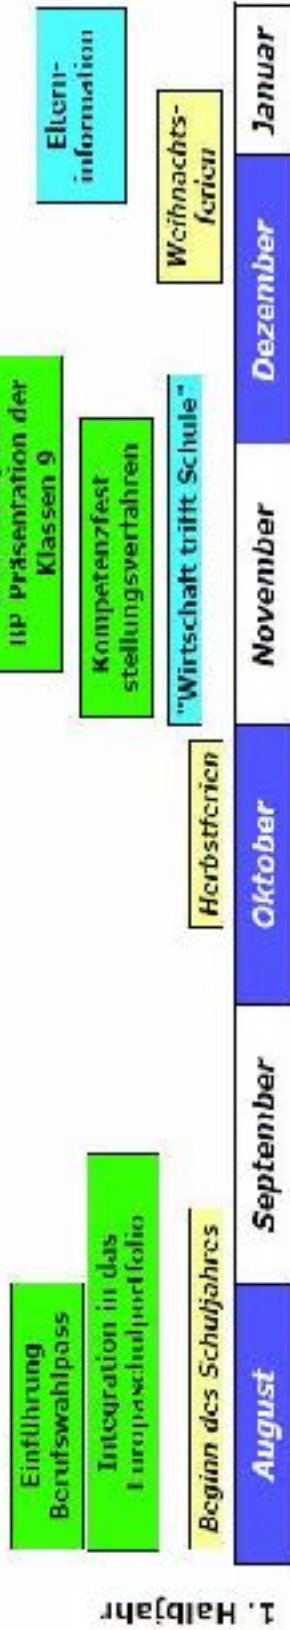 1. Halbjahr
Einführung
Berufswahlpass
Integration in das
Europaschulportfolio
Beginn des Schuljahres
Herbstferien
BP Präsentation der
Klassen 9
Kompetenzfest
stellungsverfahren
"Wirtschaft trifft Schule"
Eltern-
information
Weihnachts-
ferien
August
September
Oktober
November
Dezember
Januar